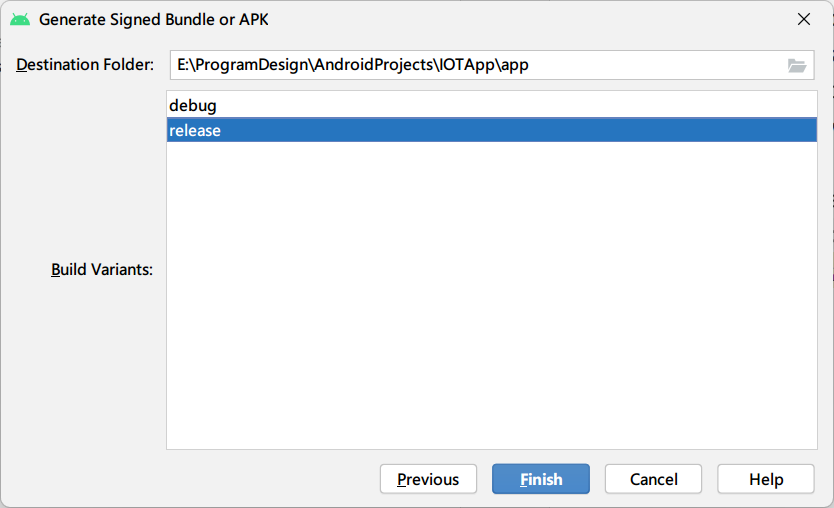 Generate Signed Bundle or APK
Destination Folder: E:\ProgramDesign\AndroidProjects\IOTApp\app
debug
release
Build Variants:
Previous Finish Cancel Help